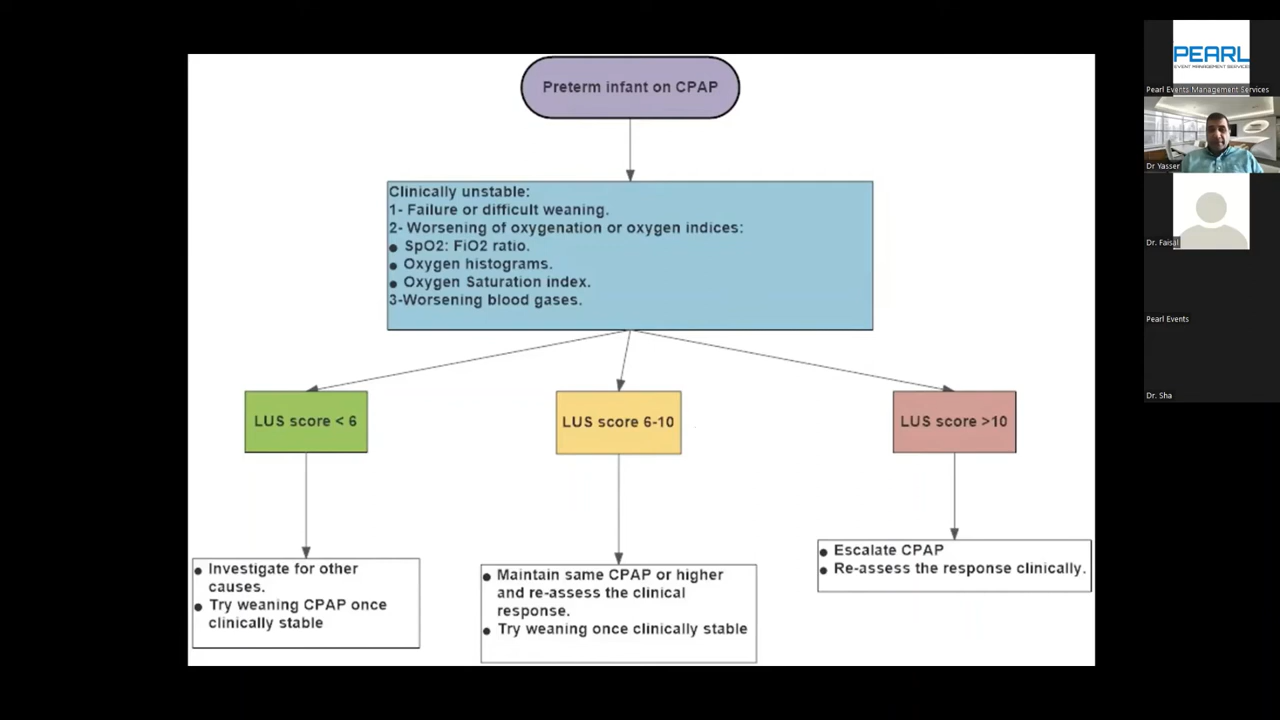 Preterm infant on CPAP
Clinically unstable:
1- Failure or difficult weaning.
2- Worsening of oxygenation or oxygen indices:
● SpO2: FiO2 ratio.
● Oxygen histograms.
● Oxygen Saturation index.
3-Worsening blood gases.
LUS score < 6
LUS score 6-10
LUS score >10
● Investigate for other
causes.
● Try weaning CPAP once
clinically stable
● Maintain same CPAP or higher
and re-assess the clinical
response.
● Try weaning once clinically stable
● Escalate CPAP
● Re-assess the response clinically.
PEARL
EVENT MANAGEMENT SERVICES
Pearl Events Management Services
Dr Yasser
Dr. Faisal
Pearl Events
Dr. Sha